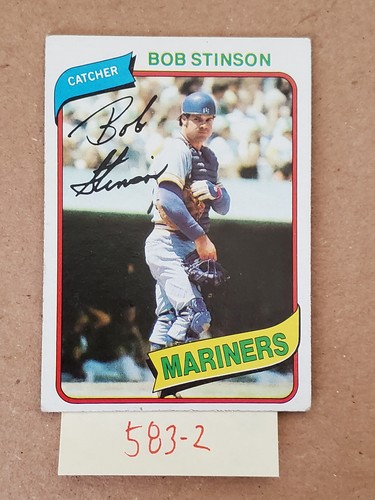 BOB STINSON
CATCHER
Bob
Stinson
MARINERS
583-2